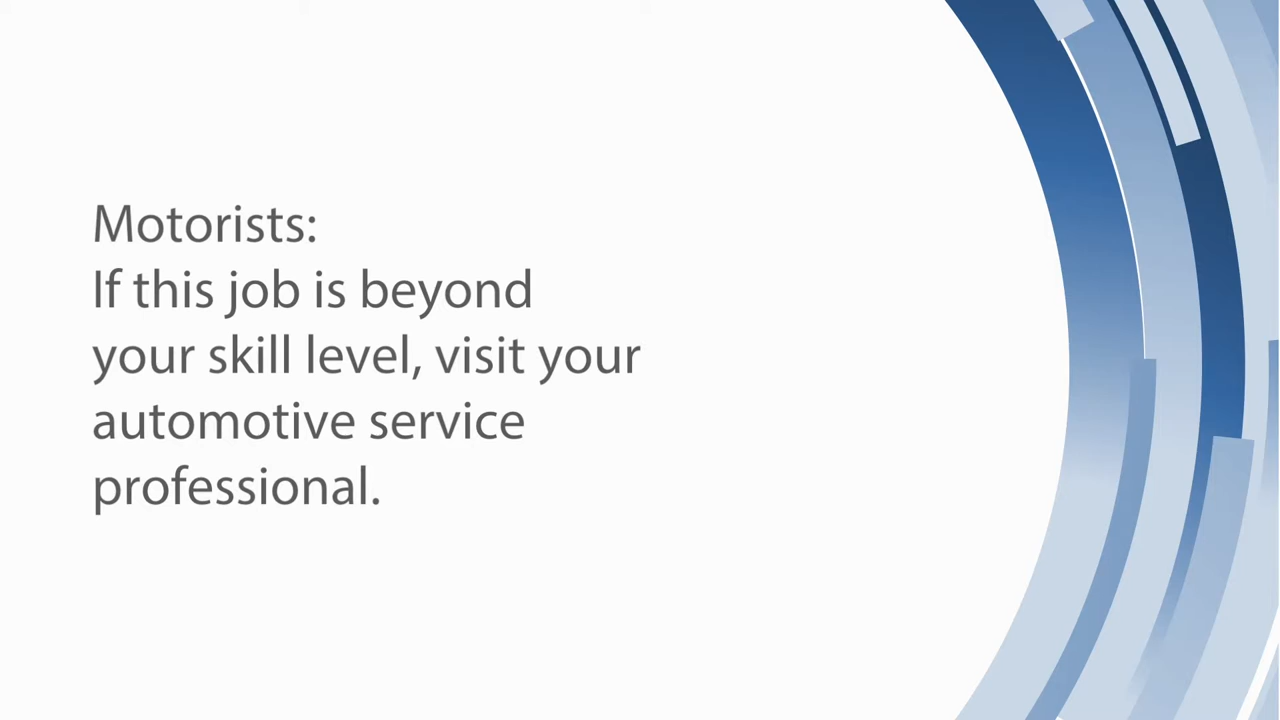 Motorists:
If this job is beyond
your skill level, visit your
automotive service
professional.